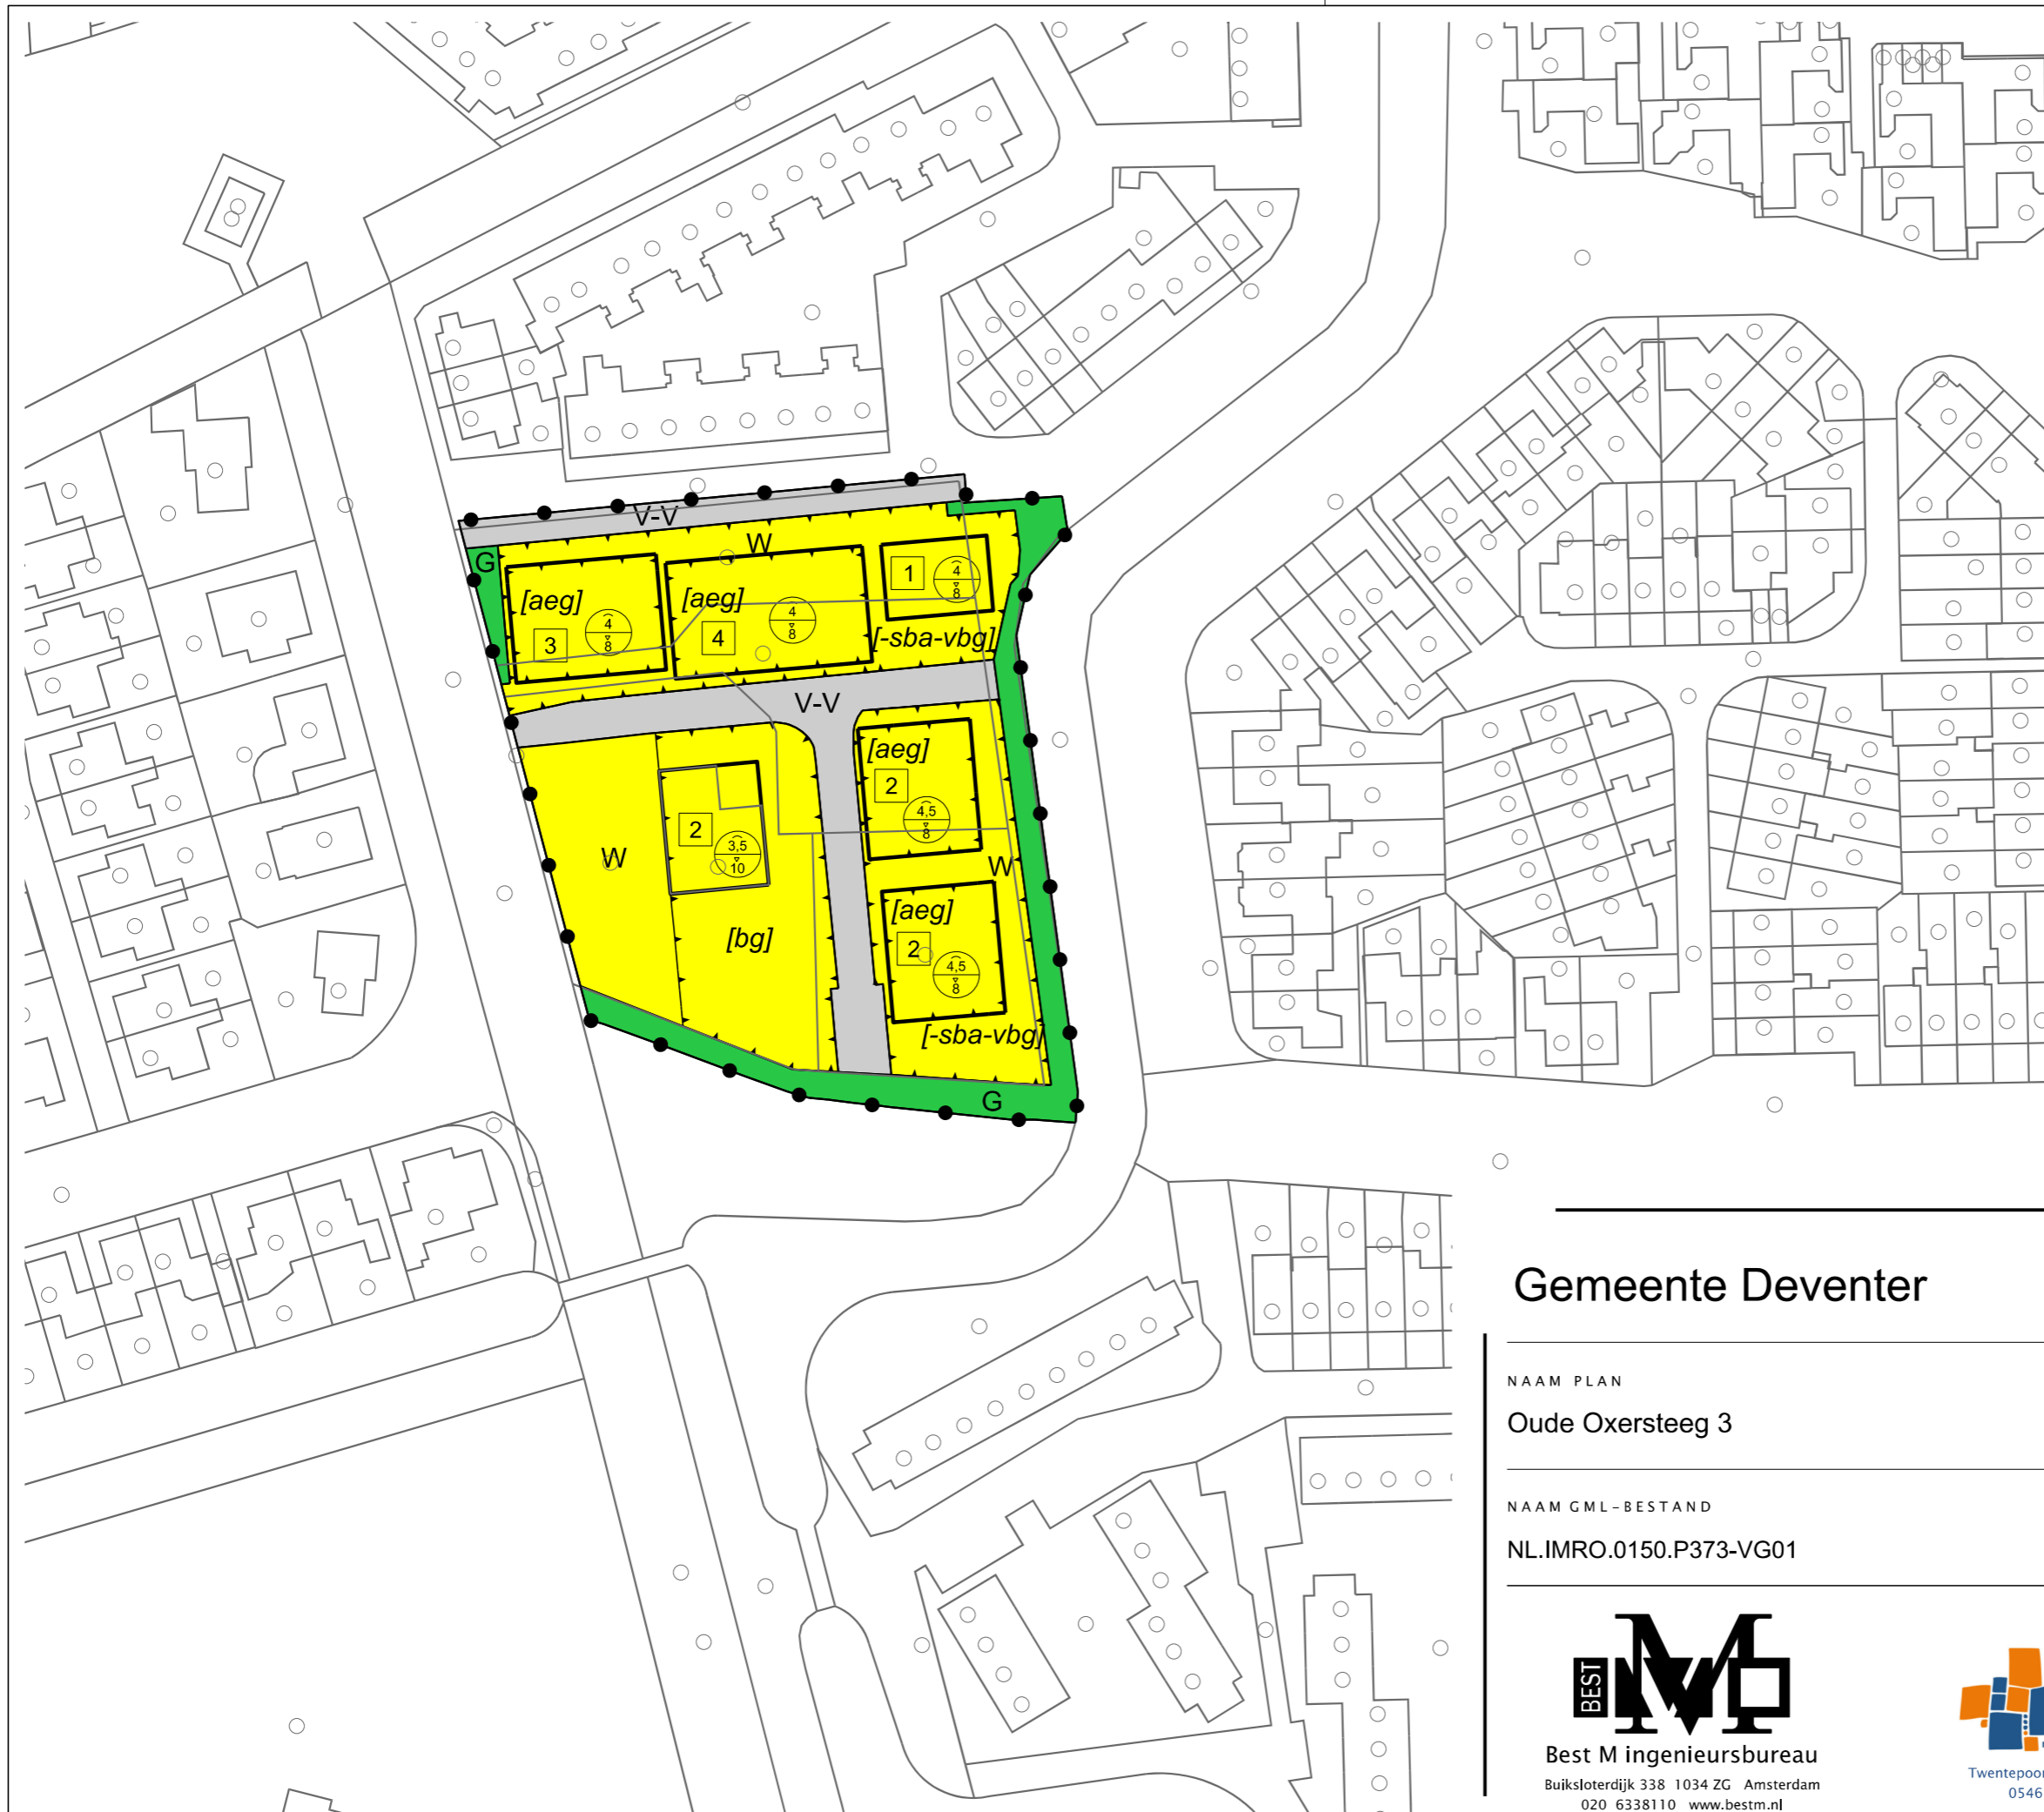 V-V
W
G
1
4
8
[aeg]
3
4
8
[aeg]
4
4
8
[-sba-vbg]
V-V
[aeg]
2
4,5
8
2
3,5
10
W
W
[aeg]
2
4,5
8
[bg]
[-sba-vbg]
G
Gemeente Deventer
NAAM PLAN
Oude Oxersteeg 3
NAAM GML-BESTAND
NL.IMRO.0150.P373-VG01
BEST
M
Best M ingenieursbureau
Buiksloterdijk 338 1034 ZG Amsterdam
020 6338110 www.bestm.nl
Twentepoor
0546